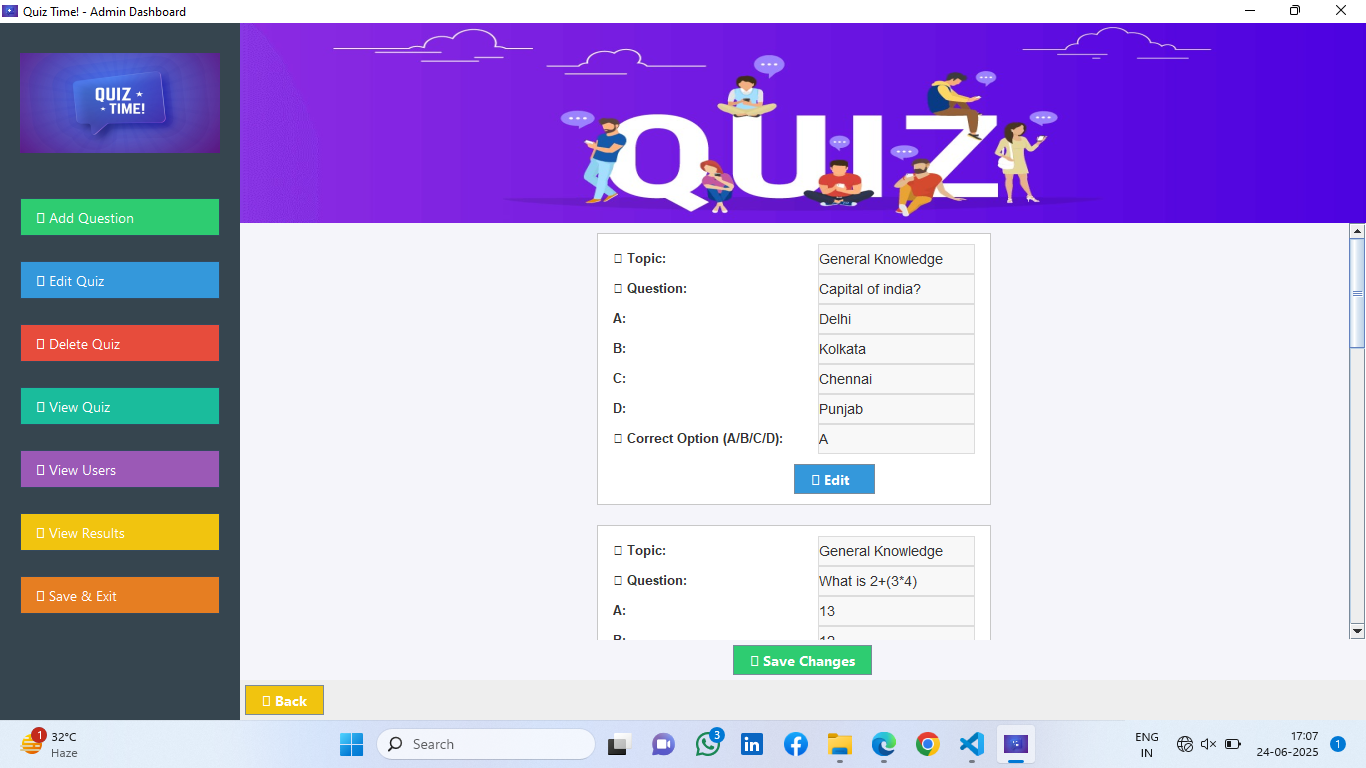 Quiz Time! - Admin Dashboard
QUIZ
TIME!
QUIZ
Add Question
Edit Quiz
Delete Quiz
View Quiz
View Users
View Results
Save & Exit
Topic: General Knowledge
Question: Capital of india?
A: Delhi
B: Kolkata
C: Chennai
D: Punjab
Correct Option (A/B/C/D): A
Edit
Topic: General Knowledge
Question: What is 2+(3*4)
A: 13
Save Changes
Back
1
32°C
Haze
Search
3
ENG
IN
17:07
24-06-2025
1